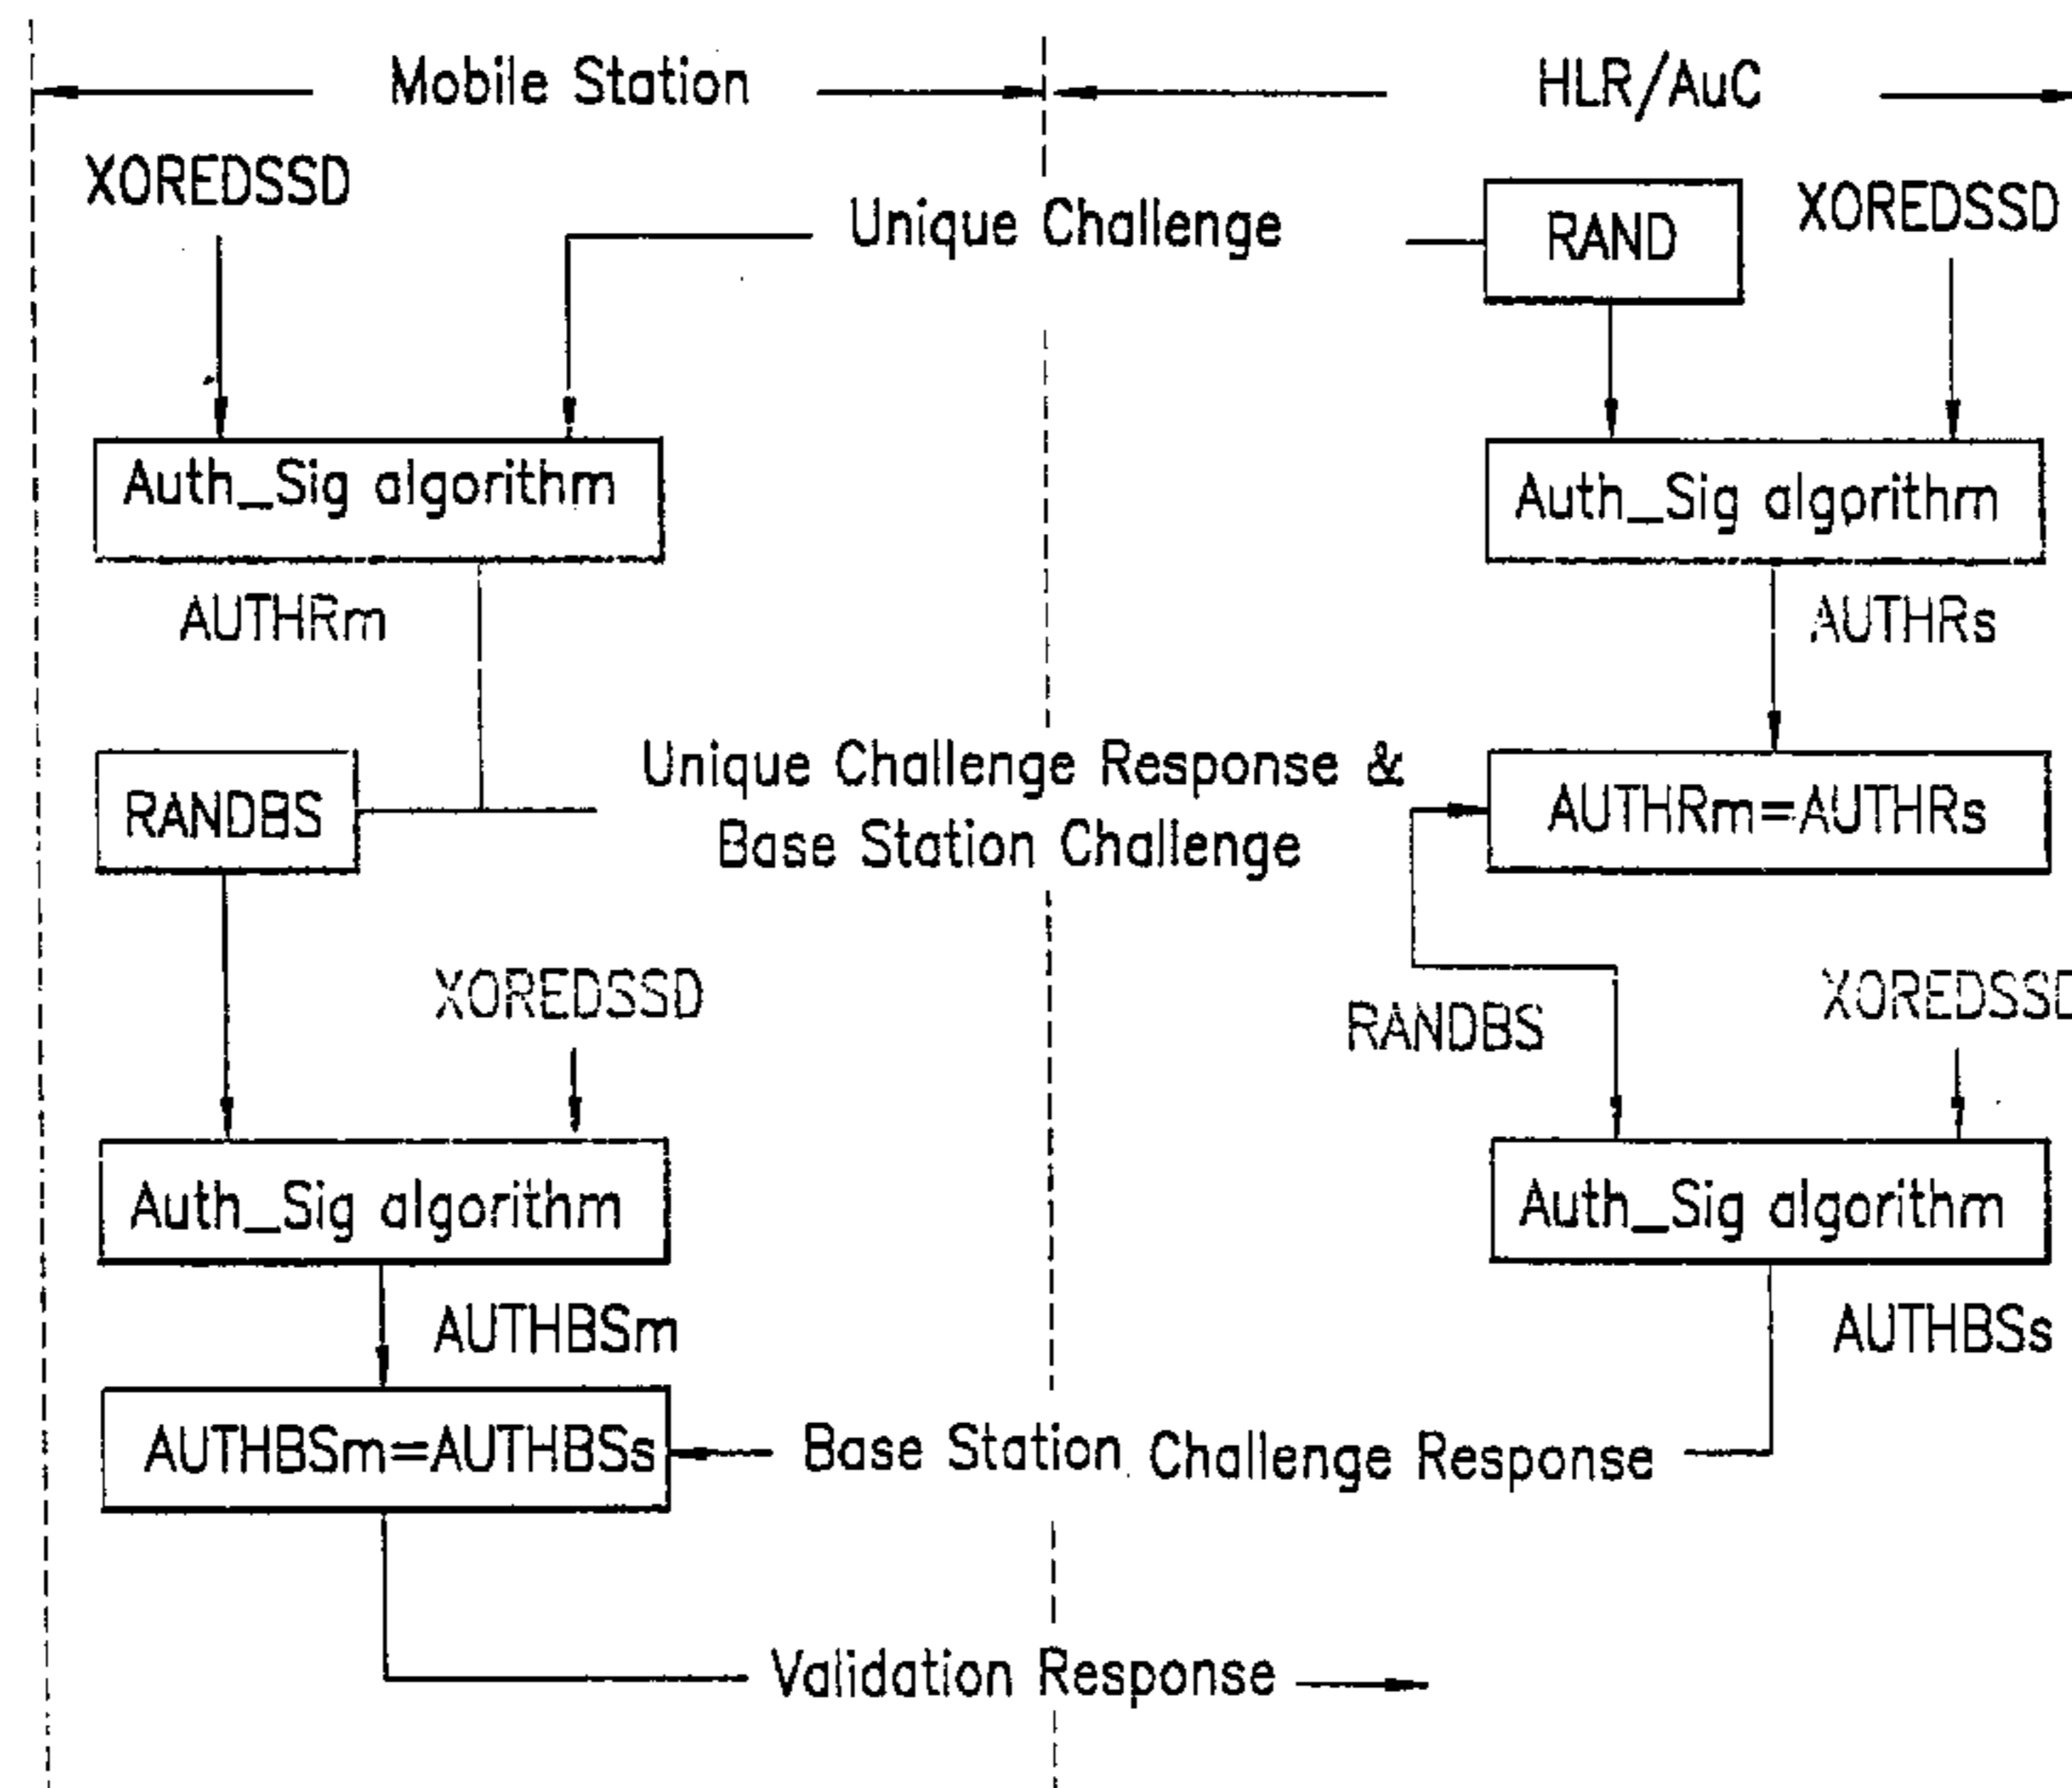 Mobile Station
HLR/AuC
XOREDSSD
Unique Challenge
RAND
XOREDSSD
Auth_Sig algorithm
Auth_Sig algorithm
AUTHRm
AUTHRs
RANDBS
Unique Challenge Response &
Base Station Challenge
AUTHRm=AUTHRs
XOREDSSD
RANDBS
XOREDSSD
Auth_Sig algorithm
Auth_Sig algorithm
AUTHBSm
AUTHBSs
AUTHBSm=AUTHBSs
Base Station Challenge Response
Validation Response